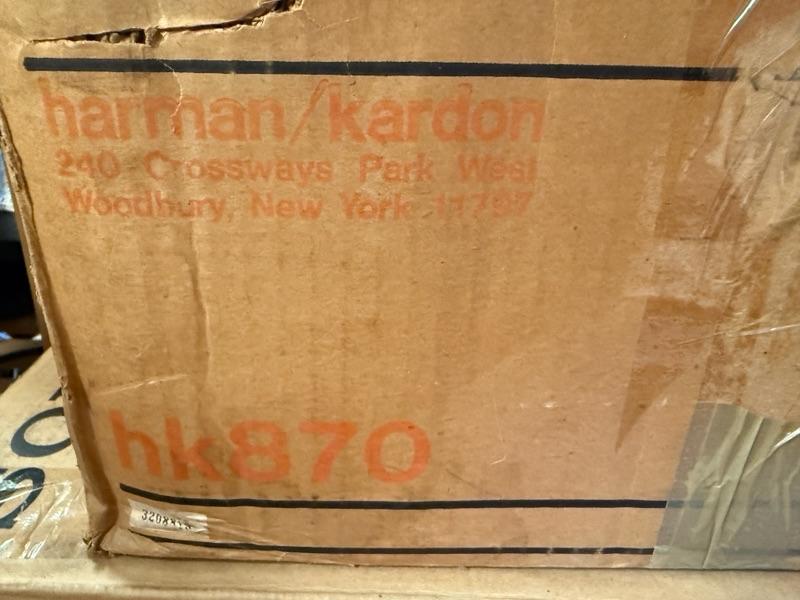 harman/kardon
240 Crossways Park West
Woodbury, New York 11797
hk870